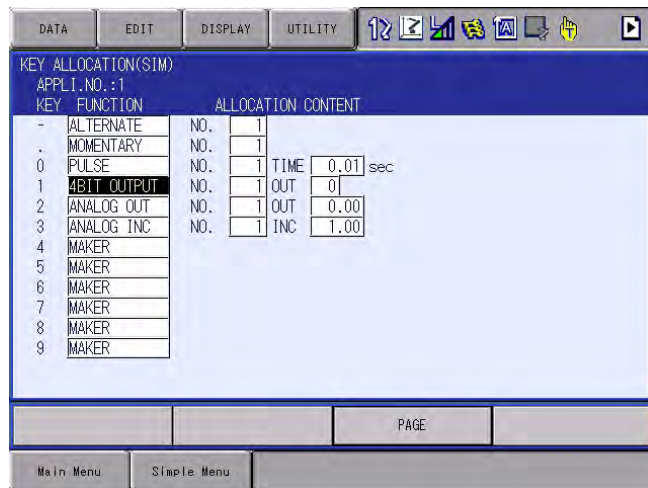 DATA EDIT DISPLAY UTILITY
KEY ALLOCATION(SIM)
APPLI.NO.:1
KEY FUNCTION ALLOCATION CONTENT
- ALTERNATE NO. 1
. MOMENTARY NO. 1
0 PULSE NO. 1 TIME 0.01 sec
1 4BIT OUTPUT NO. 1 OUT 0
2 ANALOG OUT NO. 1 OUT 0.00
3 ANALOG INC NO. 1 INC 1.00
4 MAKER
5 MAKER
6 MAKER
7 MAKER
8 MAKER
9 MAKER
PAGE
Main Menu Simple Menu